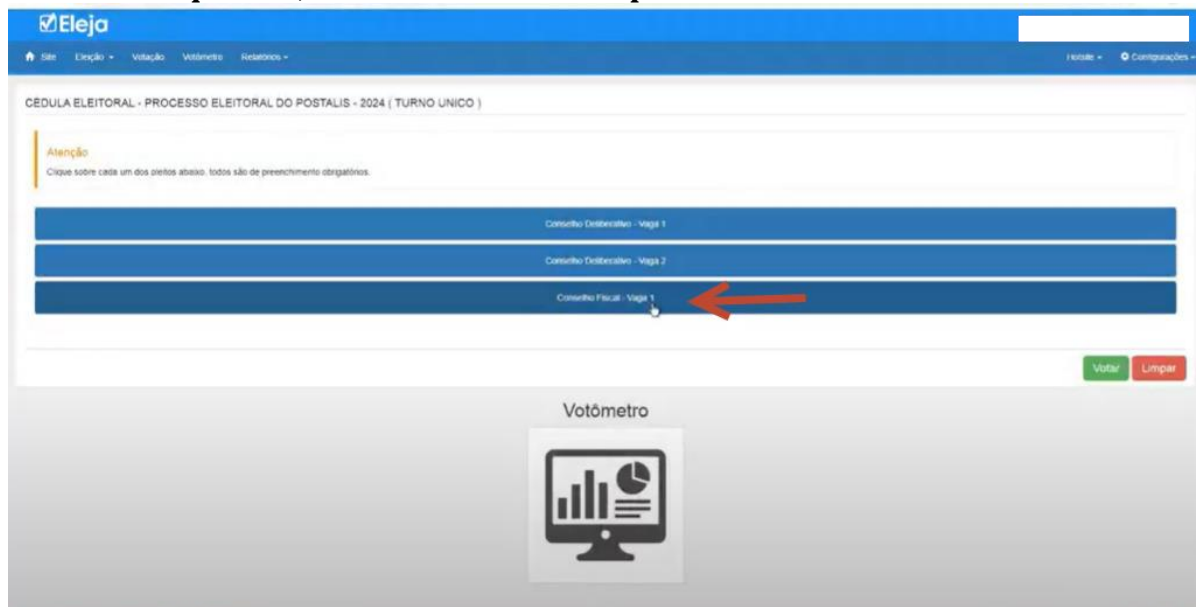 Eleja
Site Eleição Votação Votômetro Relatórios
Configurações
CÉDULA ELEITORAL - PROCESSO ELEITORAL DO POSTALIS - 2024 ( TURNO UNICO )
Atenção
Clique sobre cada um dos pleitos abaixo, todos são de preenchimento obrigatórios.
Conselho Deliberativo - Vaga 1
Conselho Deliberativo - Vaga 2
Conselho Fiscal - Vaga 1
Votar Limpar
Votômetro